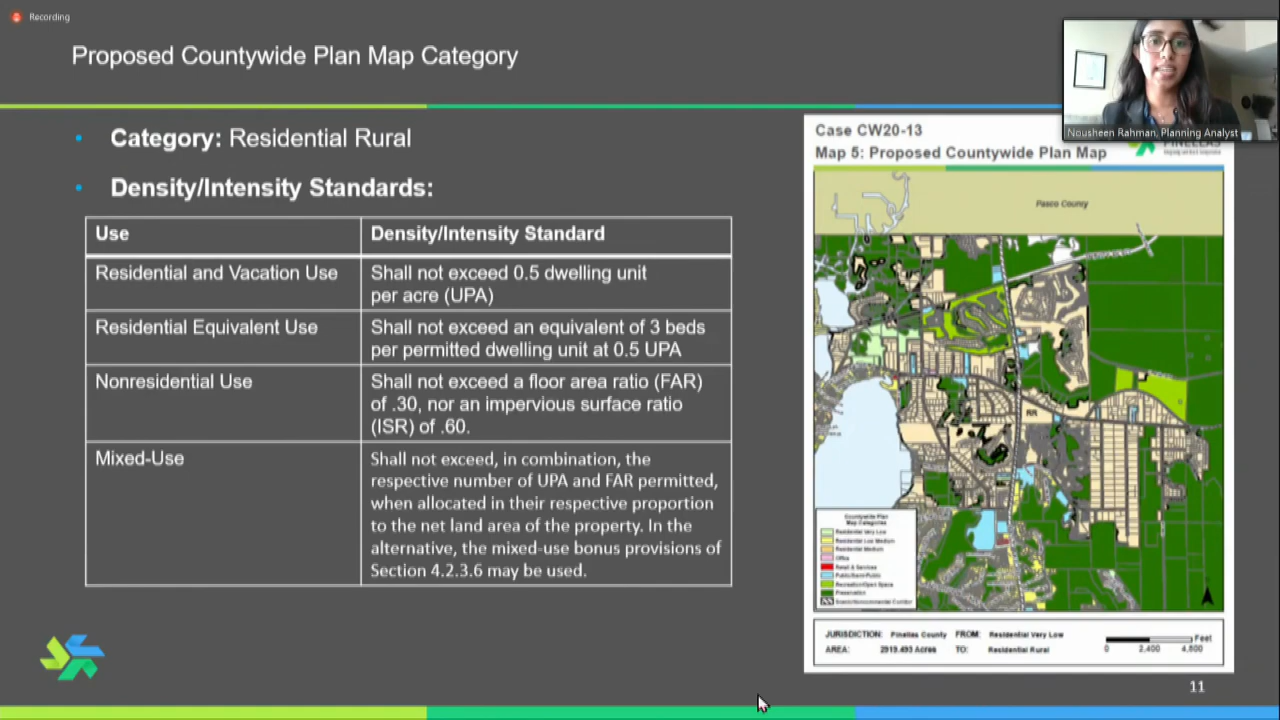 Recording
Proposed Countywide Plan Map Category
Nousheen Rahman, Planning Analyst
• Category: Residential Rural
• Density/Intensity Standards:
Use
Density/Intensity Standard
Residential and Vacation Use
Shall not exceed 0.5 dwelling unit
per acre (UPA)
Residential Equivalent Use
Shall not exceed an equivalent of 3 beds
per permitted dwelling unit at 0.5 UPA
Nonresidential Use
Shall not exceed a floor area ratio (FAR)
of .30, nor an impervious surface ratio
(ISR) of .60.
Mixed-Use
Shall not exceed, in combination, the
respective number of UPA and FAR permitted,
when allocated in their respective proportion
to the net land area of the property. In the
alternative, the mixed-use bonus provisions of
Section 4.2.3.6 may be used.
Case CW20-13
Map 5: Proposed Countywide Plan Map
PINELLAS
Pasco County
RR
Countywide Plan
Map Categories
Residential Very Low
Residential Low Medium
Residential Medium
Office
Retail & Services
Public/Semi-Public
Recreation/Open Space
Preservation
Scenic/Noncommercial Corridor
JURISDICTION: Pinellas County FROM: Residential Very Low
AREA: 2919.493 Acres TO: Residential Rural
Feet
0 2,400 4,800
11